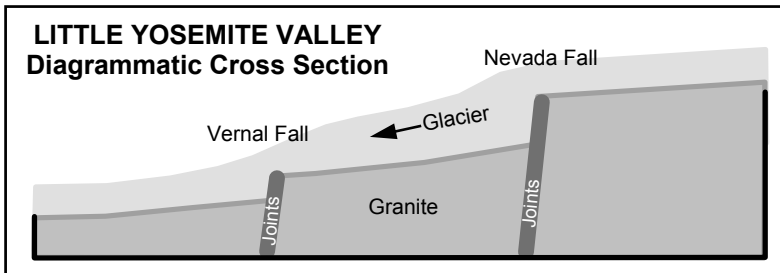 LITTLE YOSEMITE VALLEY
Diagrammatic Cross Section
Nevada Fall
Vernal Fall
Glacier
Granite
Joints
Joints